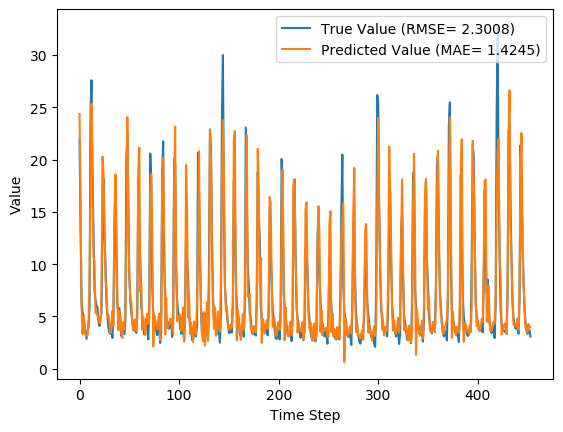 True Value (RMSE= 2.3008)
Predicted Value (MAE= 1.4245)
30
25
20
15
10
5
0
Value
0 100 200 300 400
Time Step